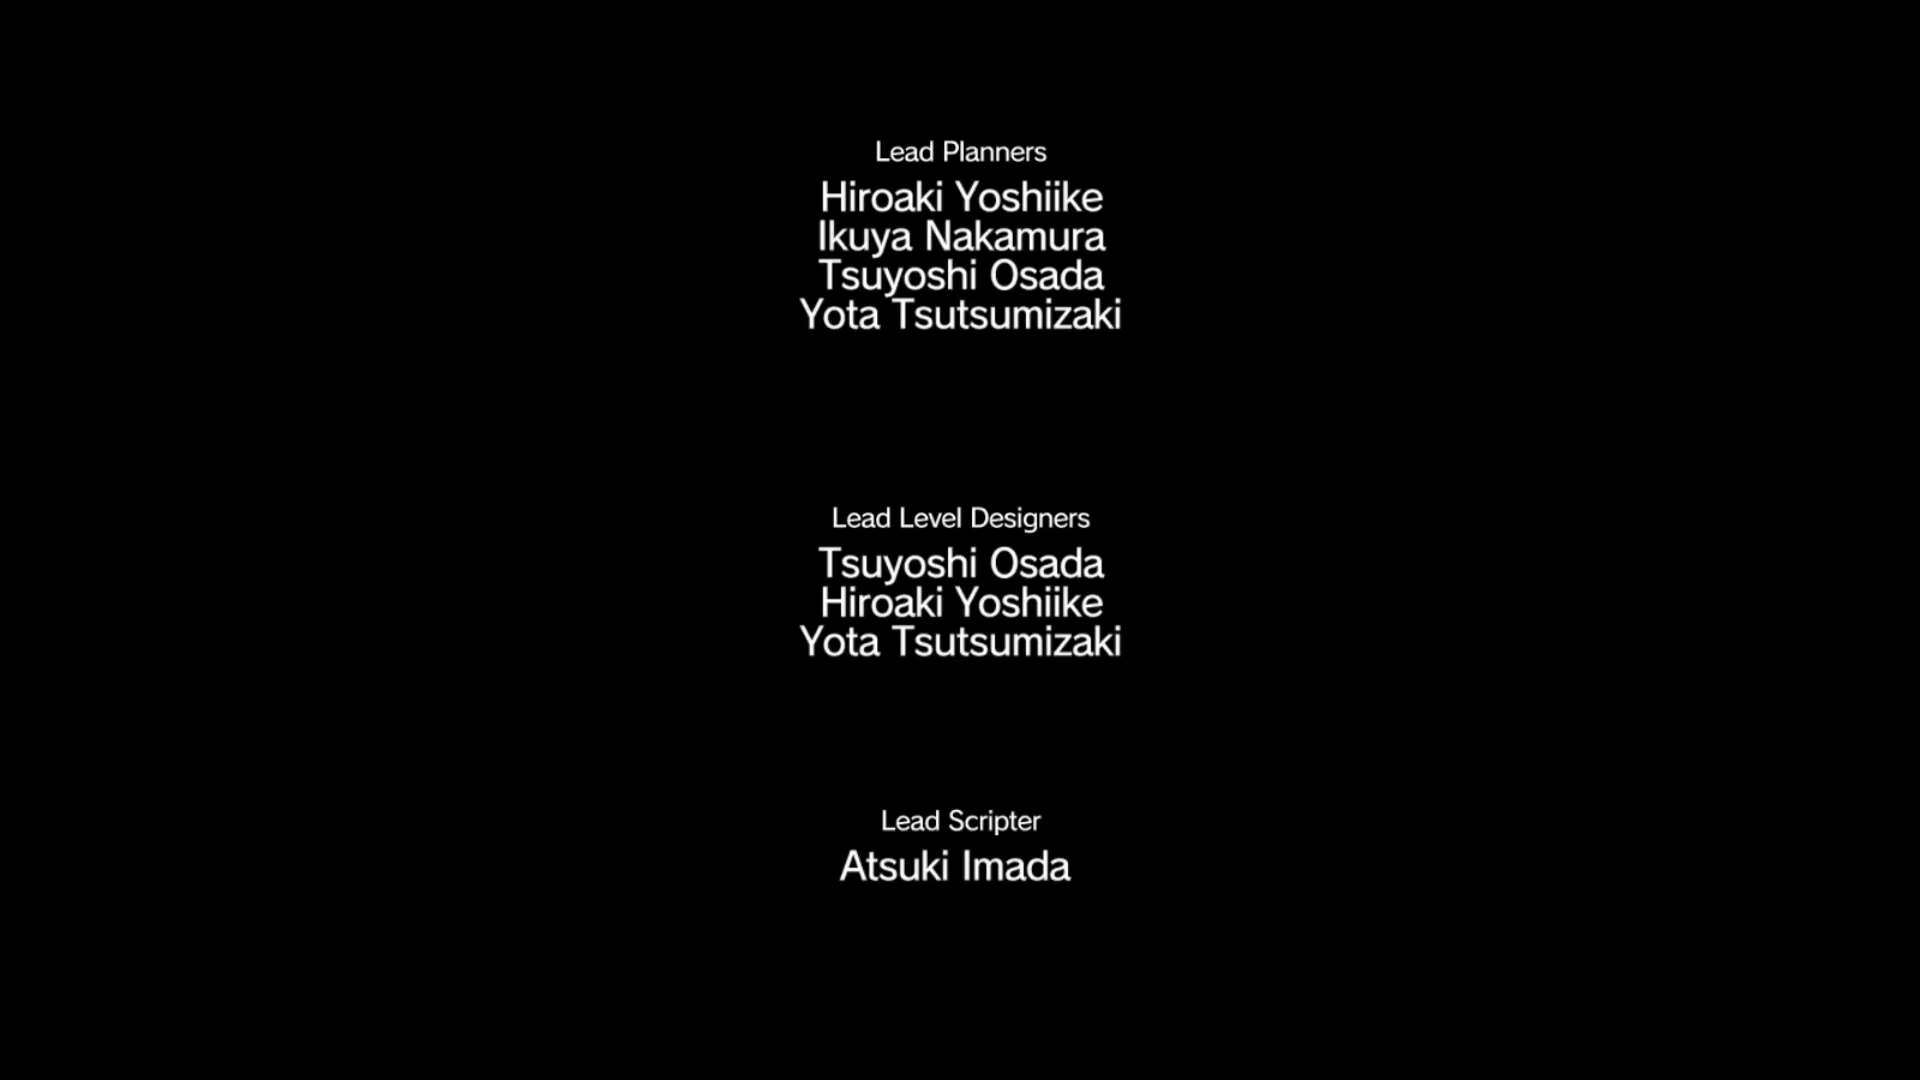 Lead Planners
Hiroaki Yoshiike
Ikuya Nakamura
Tsuyoshi Osada
Yota Tsutsumizaki
Lead Level Designers
Tsuyoshi Osada
Hiroaki Yoshiike
Yota Tsutsumizaki
Lead Scripter
Atsuki Imada